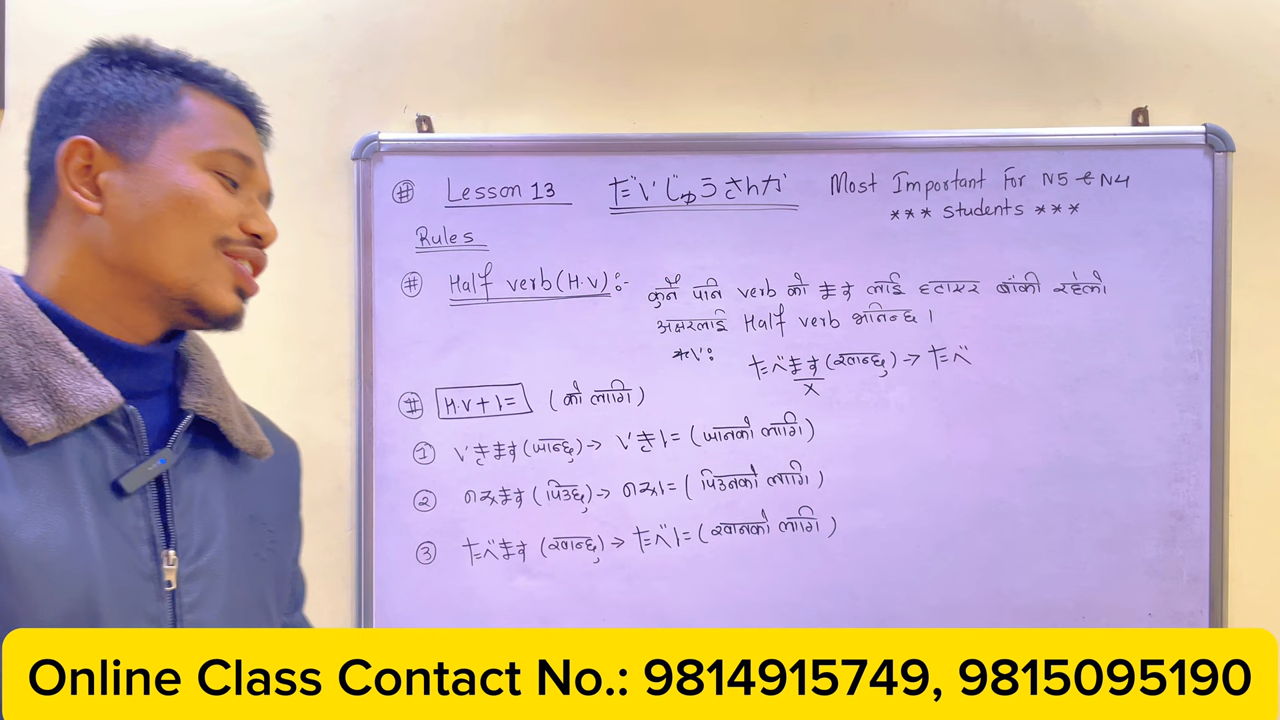 # Lesson 13 だいじゅうさんか Most Important For N5 & N4
*** students ***
Rules
# Half verb (H.V) :- कुनै पनि verb को ます लाई हटाएर बाँकी रहेको
अक्षरलाई Half verb भनिन्छ ।
れい: たべます (खान्छु) → たべ
X
# H.V + に (को लागि)
① いきます (जान्छु) → いきに (जानको लागि)
② のみます (पिउछु) → のみに (पिउनको लागि)
③ たべます (खान्छु) → たべに (खानको लागि)
Online Class Contact No.: 9814915749, 9815095190